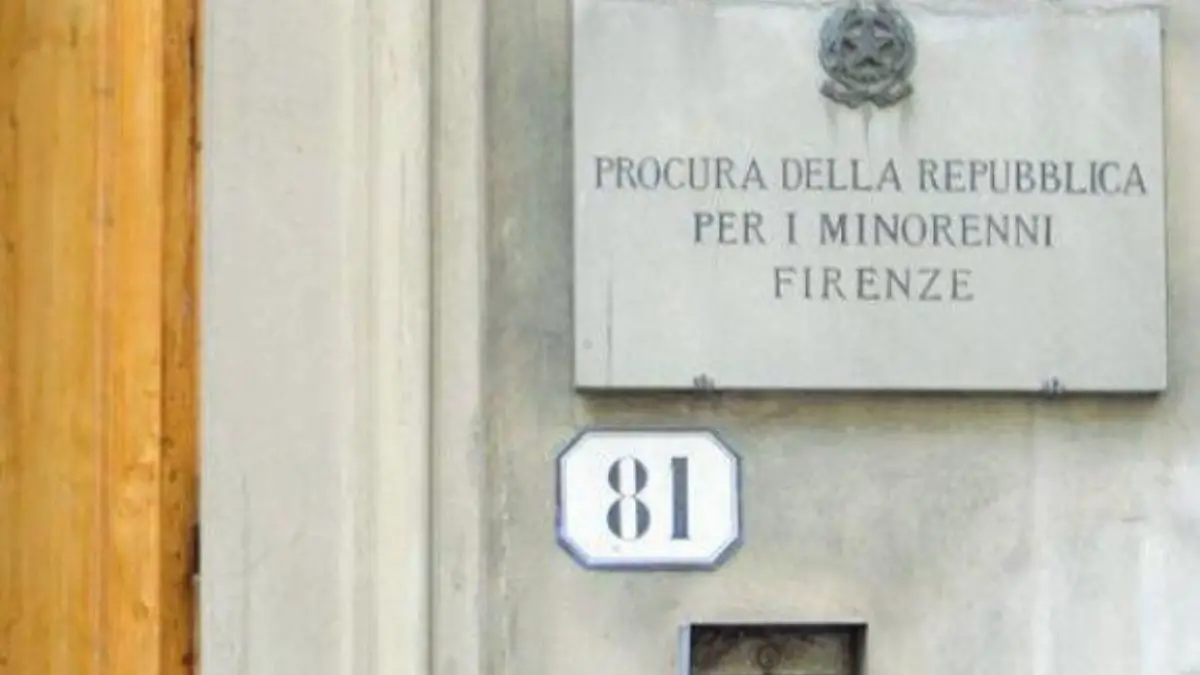 PROCURA DELLA REPUBBLICA
PER I MINORENNI
FIRENZE
81